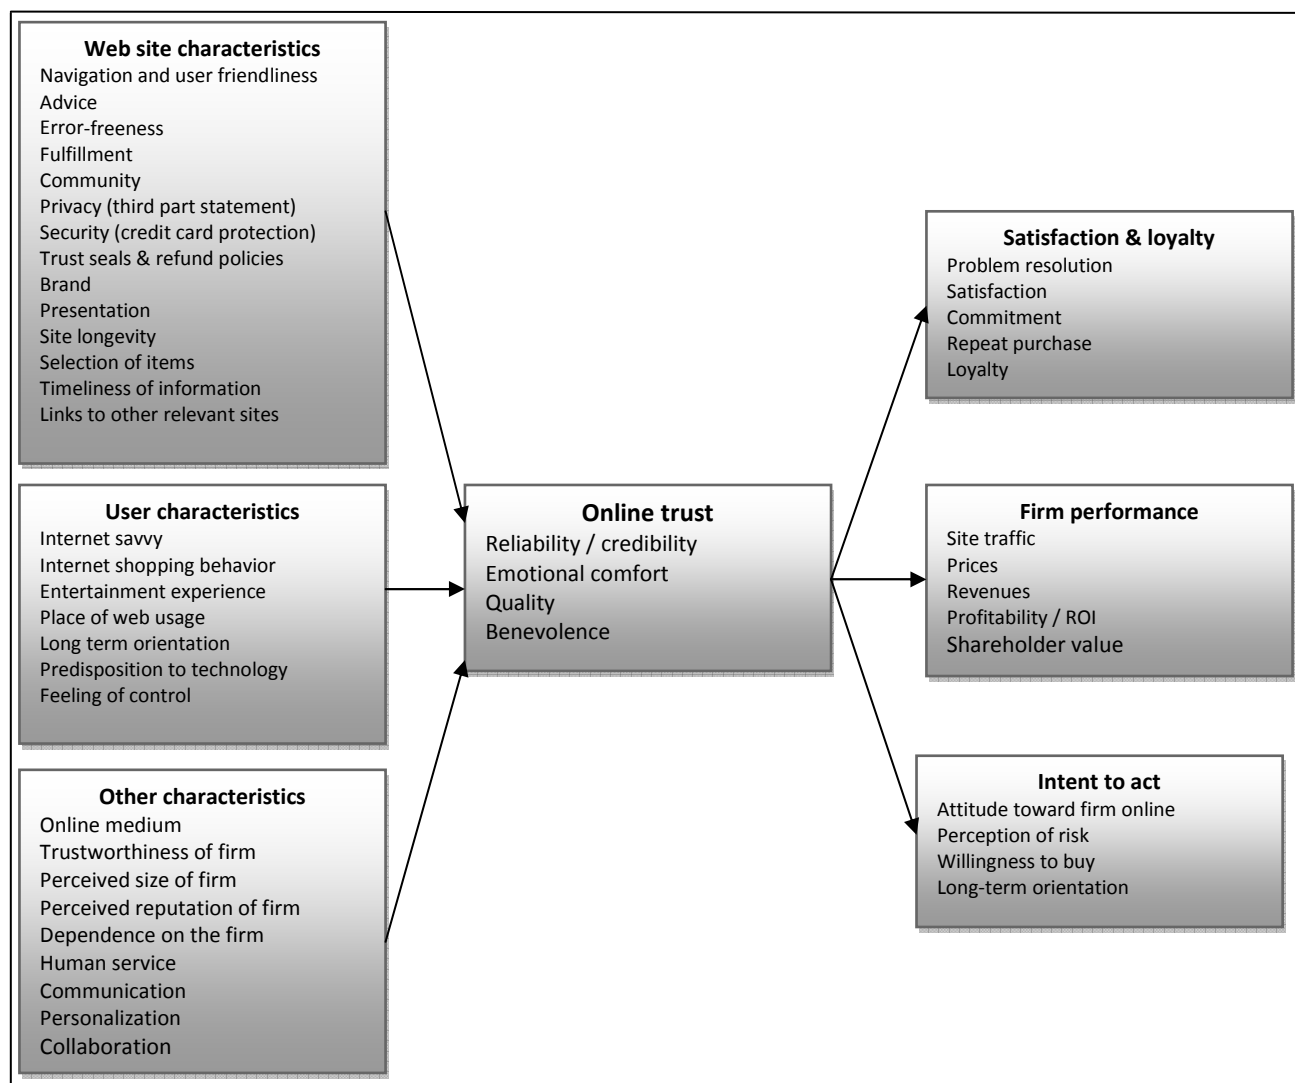 Web site characteristics
Navigation and user friendliness
Advice
Error-freeness
Fulfillment
Community
Privacy (third part statement)
Security (credit card protection)
Trust seals & refund policies
Brand
Presentation
Site longevity
Selection of items
Timeliness of information
Links to other relevant sites
User characteristics
Internet savvy
Internet shopping behavior
Entertainment experience
Place of web usage
Long term orientation
Predisposition to technology
Feeling of control
Other characteristics
Online medium
Trustworthiness of firm
Perceived size of firm
Perceived reputation of firm
Dependence on the firm
Human service
Communication
Personalization
Collaboration
Online trust
Reliability / credibility
Emotional comfort
Quality
Benevolence
Satisfaction & loyalty
Problem resolution
Satisfaction
Commitment
Repeat purchase
Loyalty
Firm performance
Site traffic
Prices
Revenues
Profitability / ROI
Shareholder value
Intent to act
Attitude toward firm online
Perception of risk
Willingness to buy
Long-term orientation